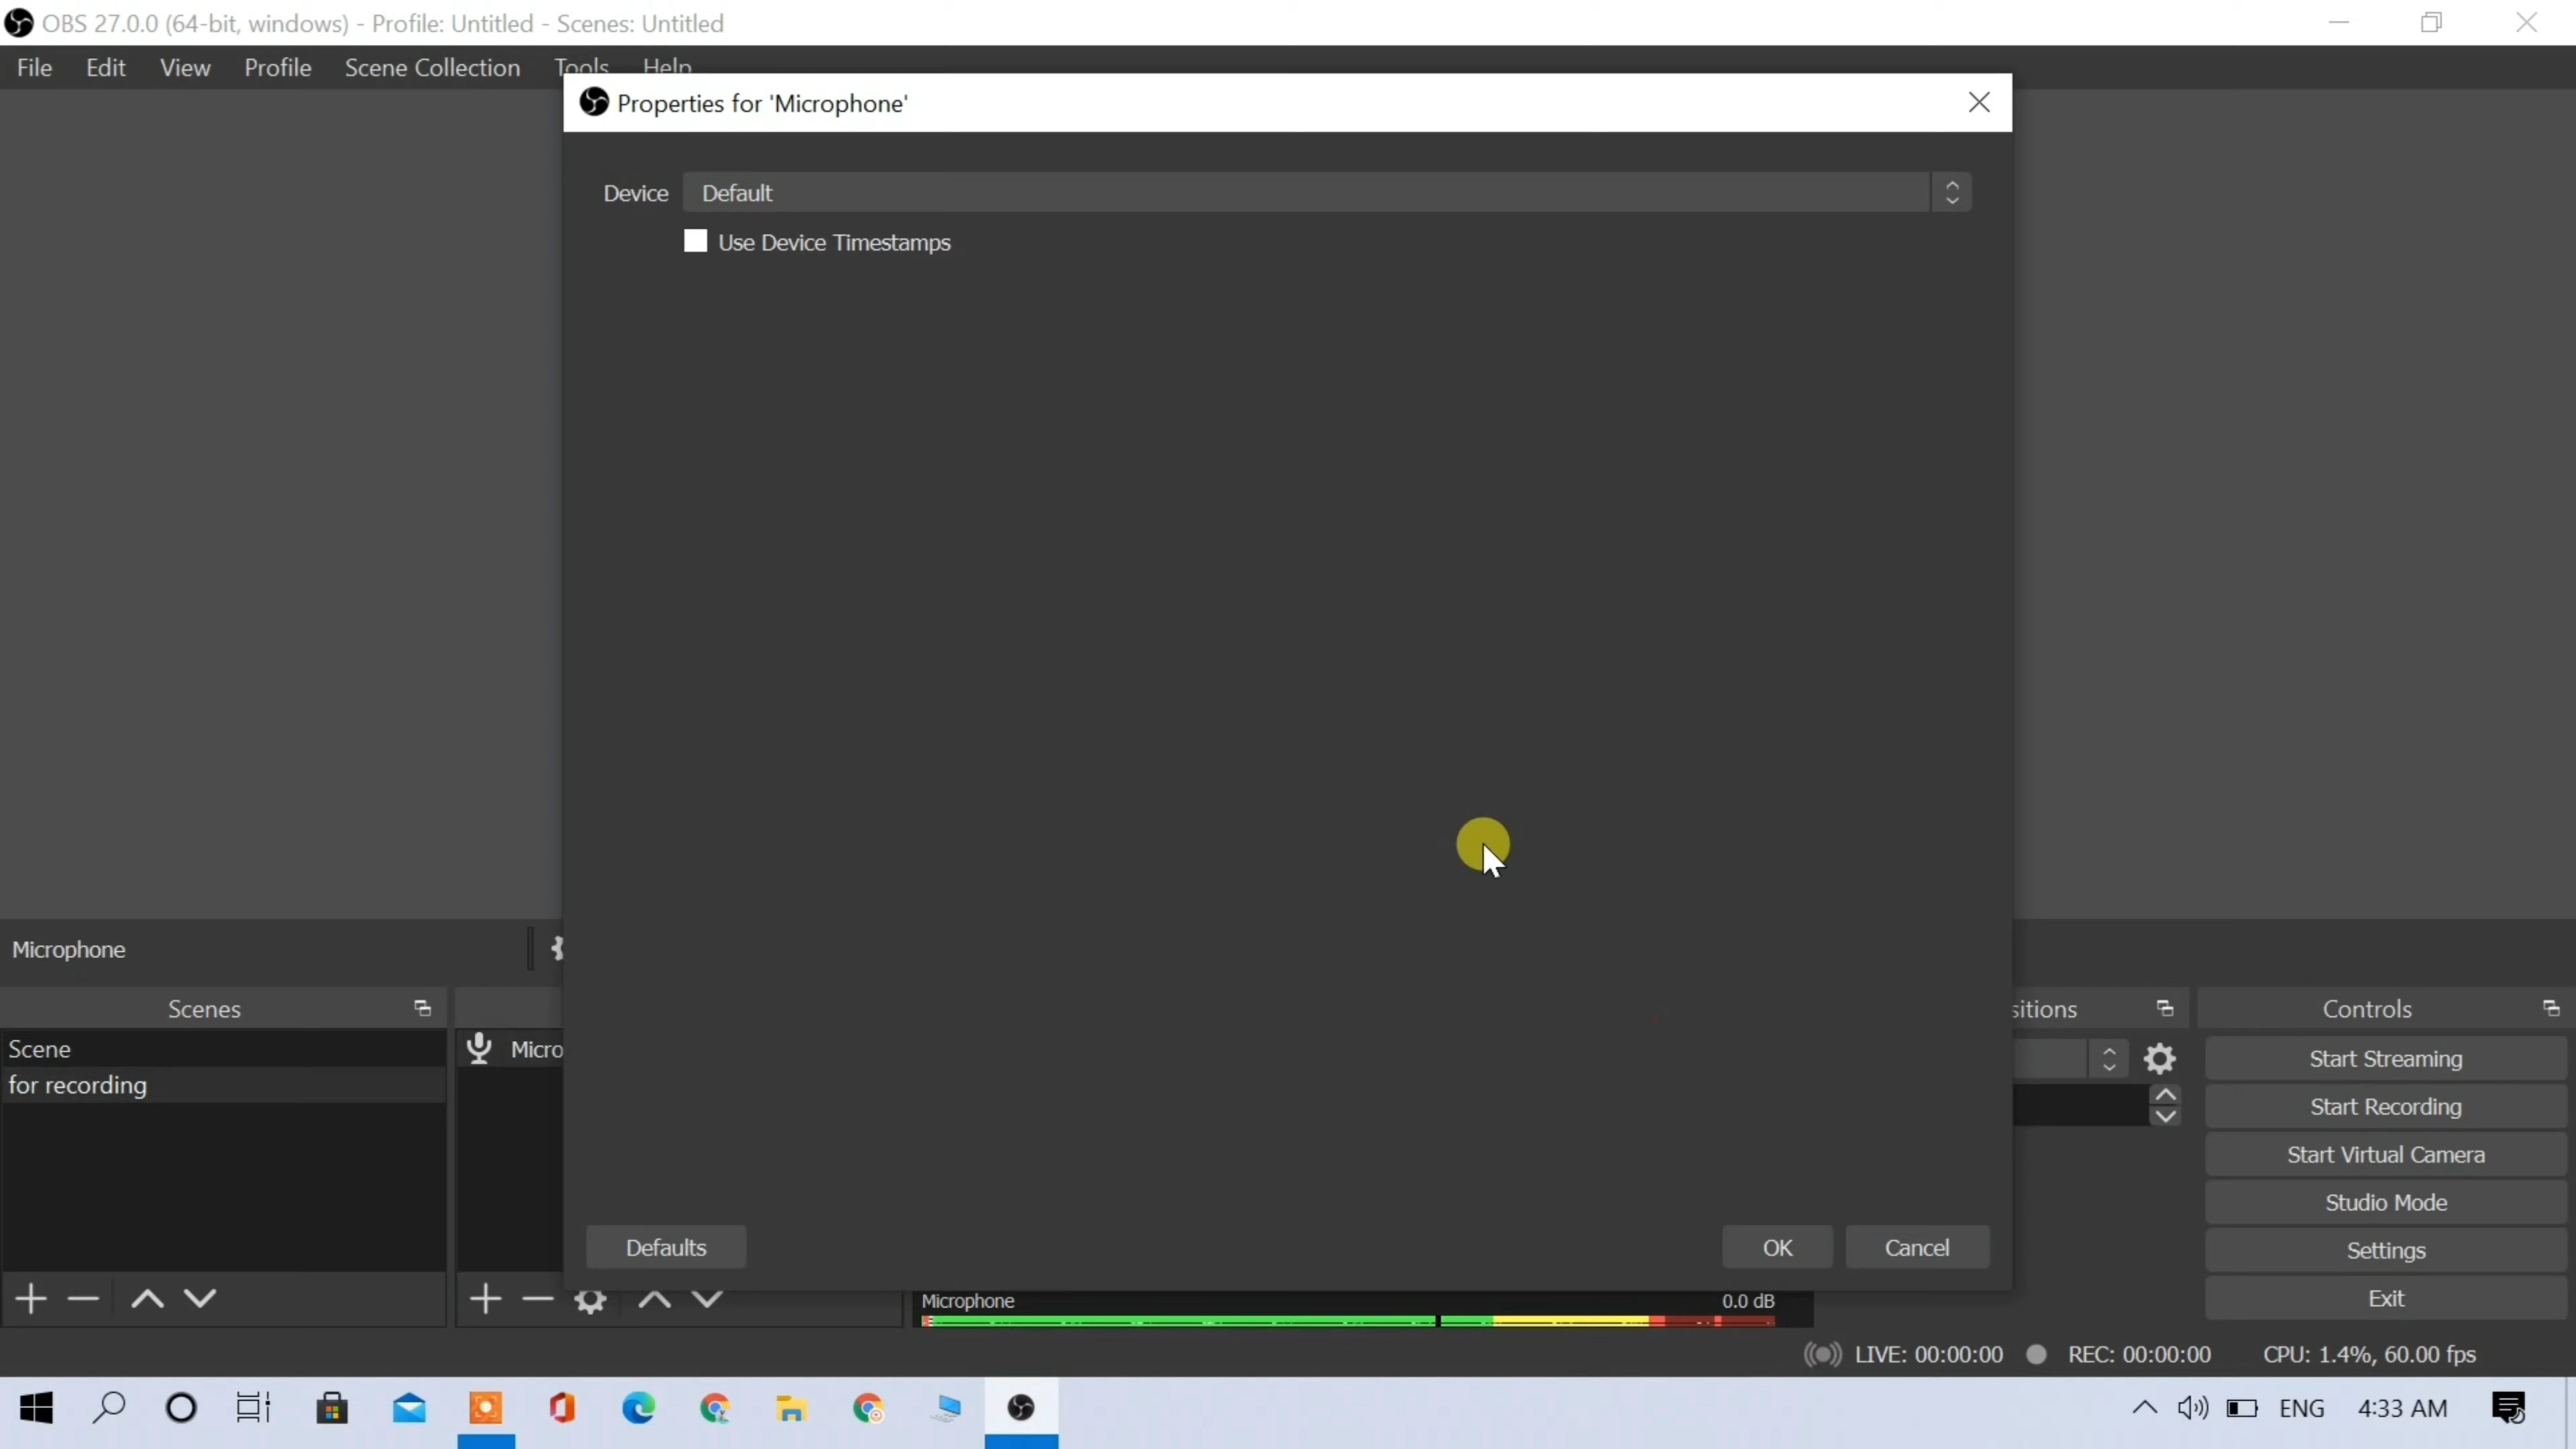 OBS 27.0.0 (64-bit, windows) - Profile: Untitled - Scenes: Untitled
File Edit View Profile Scene Collection Tools Help
Properties for 'Microphone'
Device Default
Use Device Timestamps
Defaults OK Cancel
Microphone
Scenes
Scene
for recording
Micro
sitions
Controls
Start Streaming
Start Recording
Start Virtual Camera
Studio Mode
Settings
Exit
Microphone 0.0 dB
LIVE: 00:00:00 REC: 00:00:00 CPU: 1.4%, 60.00 fps
ENG 4:33 AM